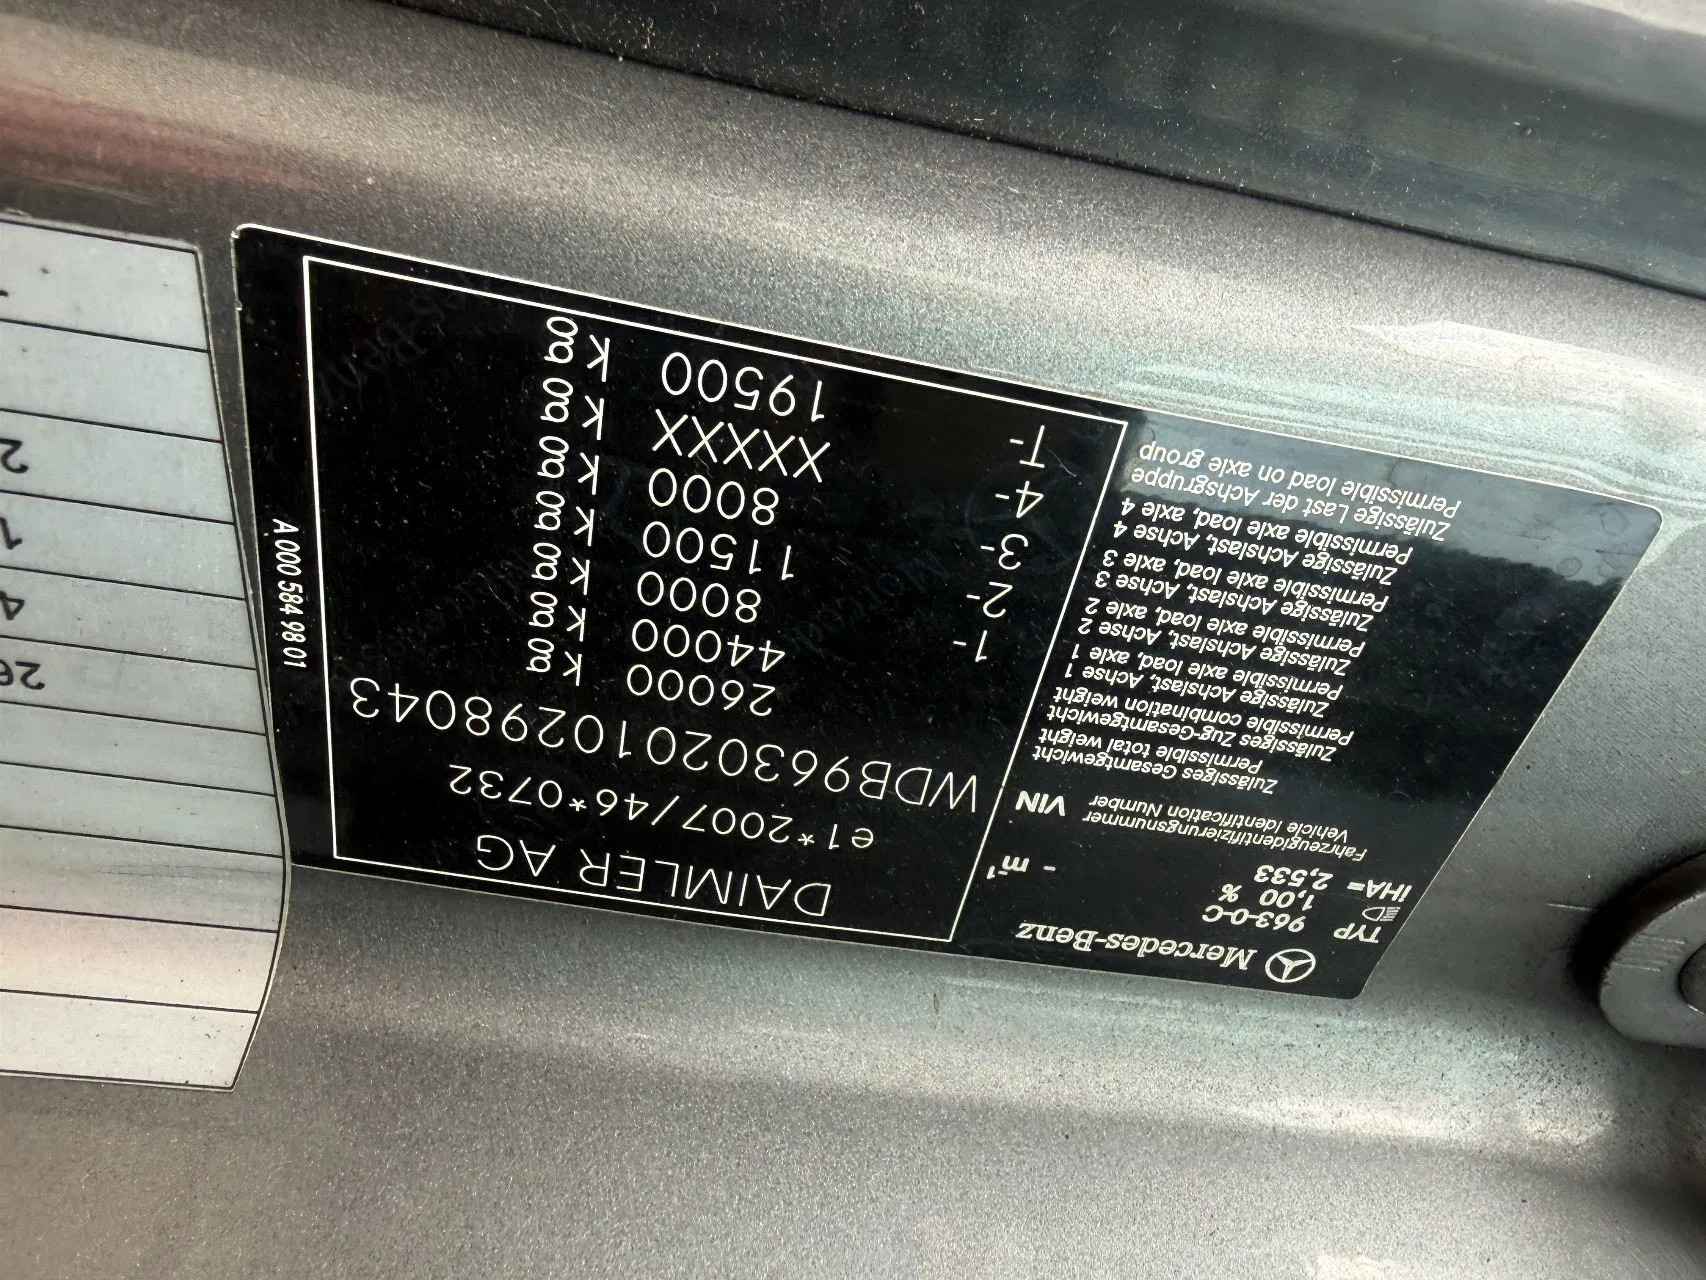 Mercedes-Benz
TYP 963-0-C
1,00 %
IHA= 2,533 - m⁻¹
Fahrzeugidentifizierungsnummer
Vehicle Identification Number
VIN
Zulässiges Gesamtgewicht
Permissible total weight
Zulässiges Zug-Gesamtgewicht
Permissible combination weight
Zulässige Achslast, Achse 1
Permissible axle load, axle 1
Zulässige Achslast, Achse 2
Permissible axle load, axle 2
Zulässige Achslast, Achse 3
Permissible axle load, axle 3
Zulässige Achslast, Achse 4
Permissible axle load, axle 4
Zulässige Last der Achsgruppe
Permissible load on axle group
DAIMLER AG
e1*2007/46*0732
WDB96302010298043
26000 kg
44000 kg
1- 8000 kg
2- 11500 kg
3- 8000 kg
4- XXXXX kg
T- 19500 kg
A 000 584 98 01